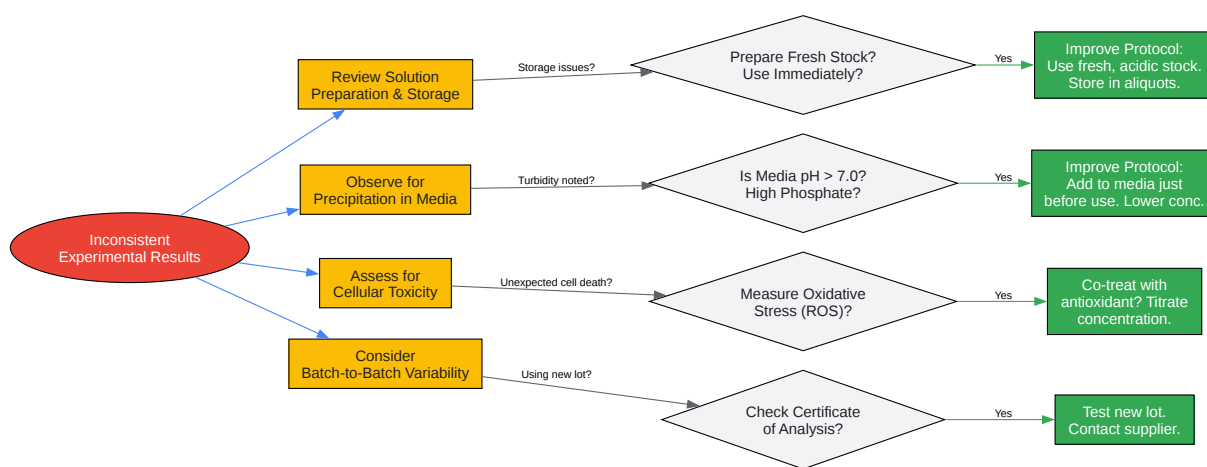 Inconsistent
Experimental Results
Review Solution
Preparation & Storage
Storage issues?
Prepare Fresh Stock?
Use Immediately?
Yes
Improve Protocol:
Use fresh, acidic stock.
Store in aliquots.
Observe for
Precipitation in Media
Turbidity noted?
Is Media pH > 7.0?
High Phosphate?
Yes
Improve Protocol:
Add to media just
before use. Lower conc.
Assess for
Cellular Toxicity
Unexpected cell death?
Measure Oxidative
Stress (ROS)?
Yes
Co-treat with
antioxidant? Titrate
concentration.
Consider
Batch-to-Batch Variability
Using new lot?
Check Certificate
of Analysis?
Yes
Test new lot.
Contact supplier.